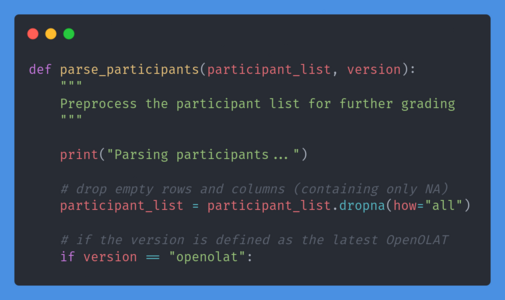 def parse_participants(participant_list, version):
    """
    Preprocess the participant list for further grading
    """
    print("Parsing participants...")
    # drop empty rows and columns (containing only NA)
    participant_list = participant_list.dropna(how="all")
    # if the version is defined as the latest OpenOLAT
    if version == "openolat":